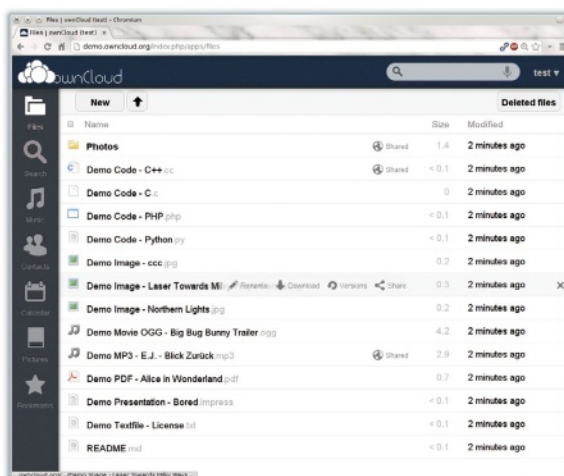 Files | ownCloud (test) - Chromium
Files | ownCloud (test) ×
demo.owncloud.org/index.php/apps/files
ownCloud
test
New
Deleted files
Files
Name Size Modified
Photos Shared 1.4 2 minutes ago
Search
Demo Code - C++.cc Shared < 0.1 2 minutes ago
Demo Code - C.c 0 2 minutes ago
Music
Demo Code - PHP.php < 0.1 2 minutes ago
Demo Code - Python.py < 0.1 2 minutes ago
Contacts
Demo Image - ccc.jpg 0.2 2 minutes ago
Demo Image - Laser Towards Mil Rename Download Versions Share 0.3 2 minutes ago ×
Calendar
Demo Image - Northern Lights.jpg 0.2 2 minutes ago
Demo Movie OGG - Big Bug Bunny Trailer.ogg 4.2 2 minutes ago
Pictures
Demo MP3 - E.J. - Blick Zurück.mp3 Shared 2.9 2 minutes ago
Demo PDF - Alice in Wonderland.pdf 0.7 2 minutes ago
Bookmarks
Demo Presentation - Bored.impress < 0.1 2 minutes ago
Demo Textfile - License.txt < 0.1 2 minutes ago
README.md < 0.1 2 minutes ago